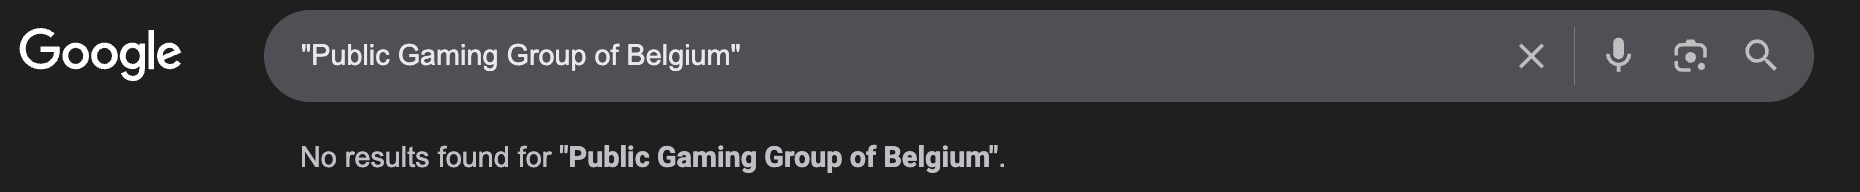 Google
"Public Gaming Group of Belgium"
No results found for "Public Gaming Group of Belgium".